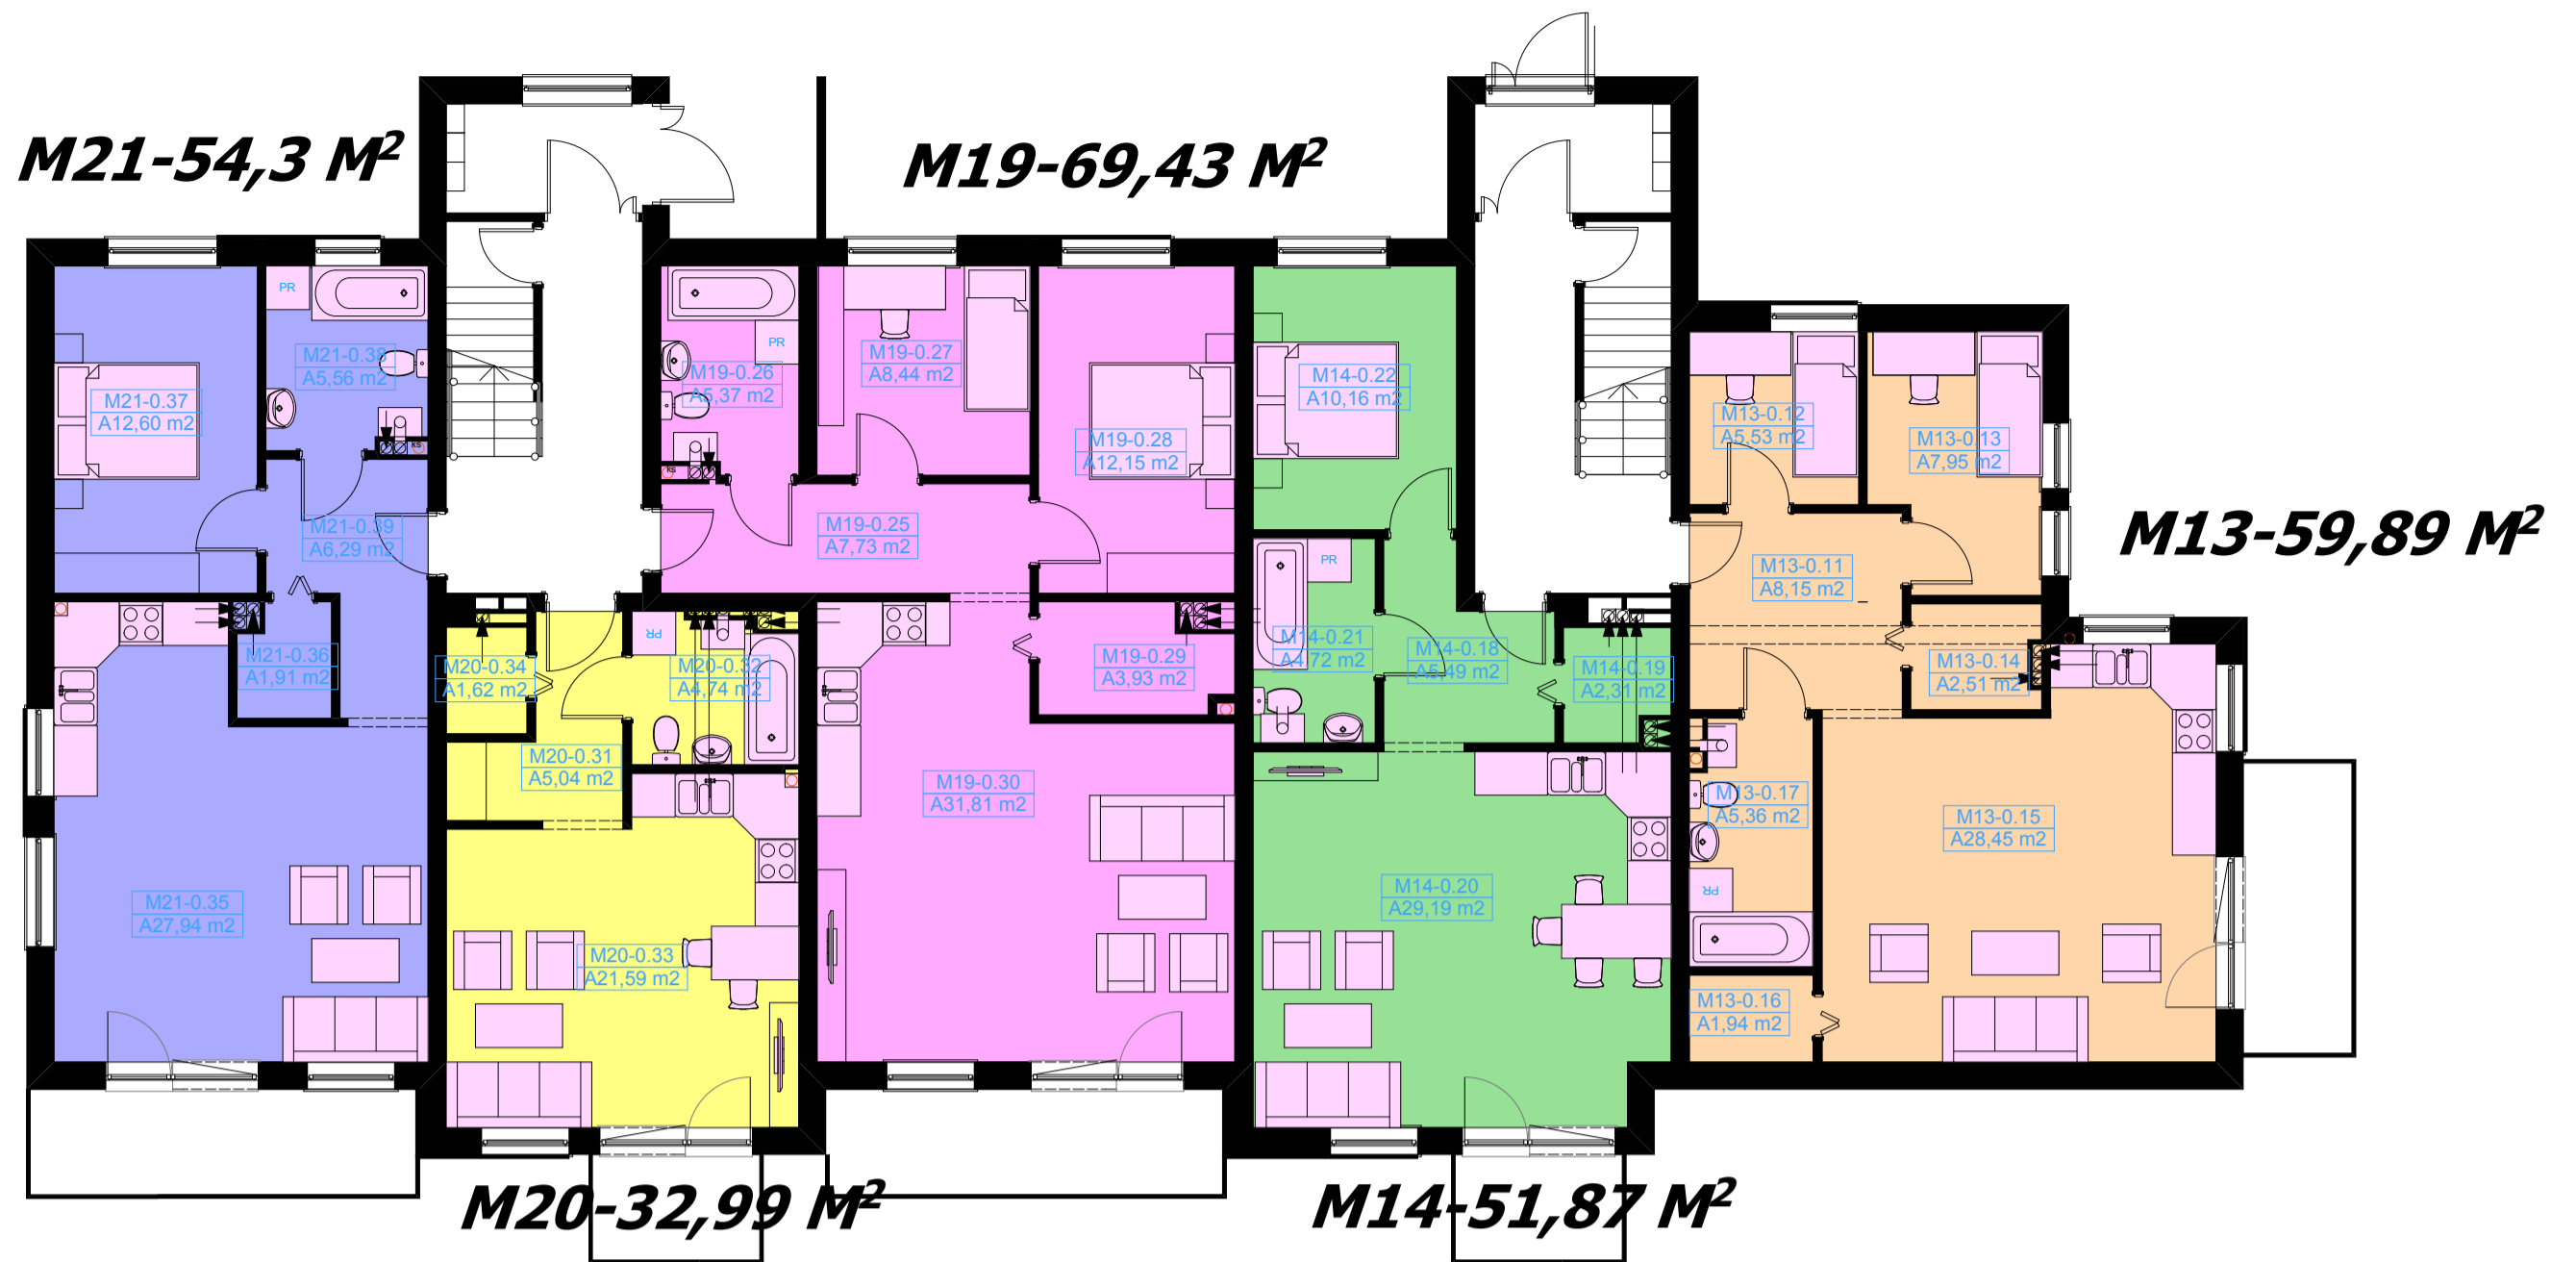 M21-54,3 M²
M19-69,43 M²
M13-59,89 M²
M20-32,99 M²
M14-51,87 M²
PR
M21-0.38
A5,56 m2
M21-0.37
A12,60 m2
KS
M21-0.39
A6,29 m2
M21-0.36
A1,91 m2
M21-0.35
A27,94 m2
M20-0.34
A1,62 m2
PR
M20-0.32
A4,74 m2
M20-0.31
A5,04 m2
M20-0.33
A21,59 m2
PR
M19-0.26
A5,37 m2
KS
M19-0.27
A8,44 m2
M19-0.28
A12,15 m2
M19-0.25
A7,73 m2
M19-0.29
A3,93 m2
M19-0.30
A31,81 m2
M14-0.22
A10,16 m2
PR
M14-0.21
A4,72 m2
M14-0.18
A5,49 m2
M14-0.19
A2,31 m2
M14-0.20
A29,19 m2
M13-0.12
A5,53 m2
M13-0.13
A7,95 m2
M13-0.11
A8,15 m2
M13-0.14
A2,51 m2
M13-0.17
A5,36 m2
PR
M13-0.15
A28,45 m2
M13-0.16
A1,94 m2